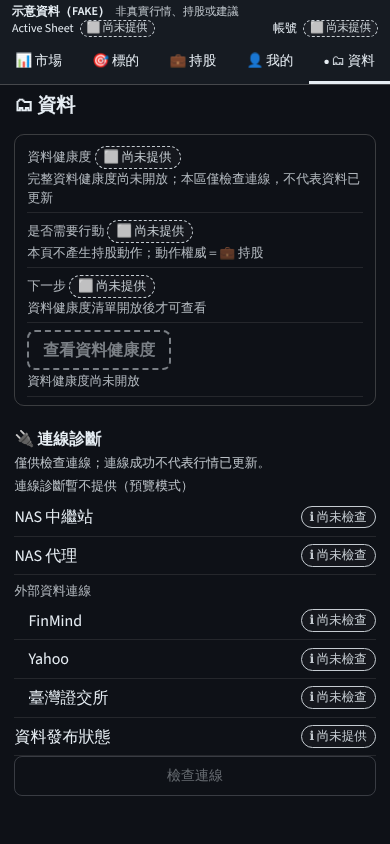 示意資料（FAKE） 非真實行情、持股或建議
Active Sheet ⬜ 尚未提供 帳號 ⬜ 尚未提供
📊 市場 🎯 標的 💼 持股 👤 我的 • 🗂 資料
🗂 資料
資料健康度 ⬜ 尚未提供
完整資料健康度尚未開放；本區僅檢查連線，不代表資料已
更新
是否需要行動 ⬜ 尚未提供
本頁不產生持股動作；動作權威＝💼 持股
下一步 ⬜ 尚未提供
資料健康度清單開放後才可查看
查看資料健康度
資料健康度尚未開放
🔌 連線診斷
僅供檢查連線；連線成功不代表行情已更新。
連線診斷暫不提供（預覽模式）
NAS 中繼站 ℹ 尚未檢查
NAS 代理 ℹ 尚未檢查
外部資料連線
FinMind ℹ 尚未檢查
Yahoo ℹ 尚未檢查
臺灣證交所 ℹ 尚未檢查
資料發布狀態 ℹ 尚未提供
檢查連線